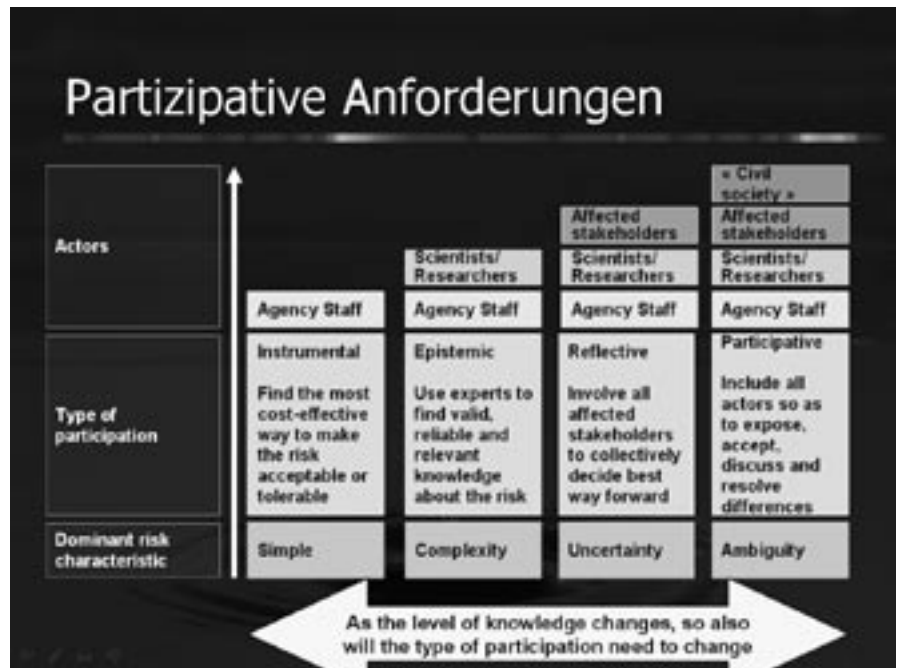 Partizipative Anforderungen
Actors
« Civil
society »
Affected
stakeholders
Affected
stakeholders
Scientists/
Researchers
Scientists/
Researchers
Scientists/
Researchers
Agency Staff
Agency Staff
Agency Staff
Agency Staff
Type of
participation
Instrumental
Find the most
cost-effective
way to make
the risk
acceptable or
tolerable
Epistemic
Use experts to
find valid,
reliable and
relevant
knowledge
about the risk
Reflective
Involve all
affected
stakeholders
to collectively
decide best
way forward
Participative
Include all
actors so as
to expose,
accept,
discuss and
resolve
differences
Dominant risk
characteristic
Simple
Complexity
Uncertainty
Ambiguity
As the level of knowledge changes, so also
will the type of participation need to change